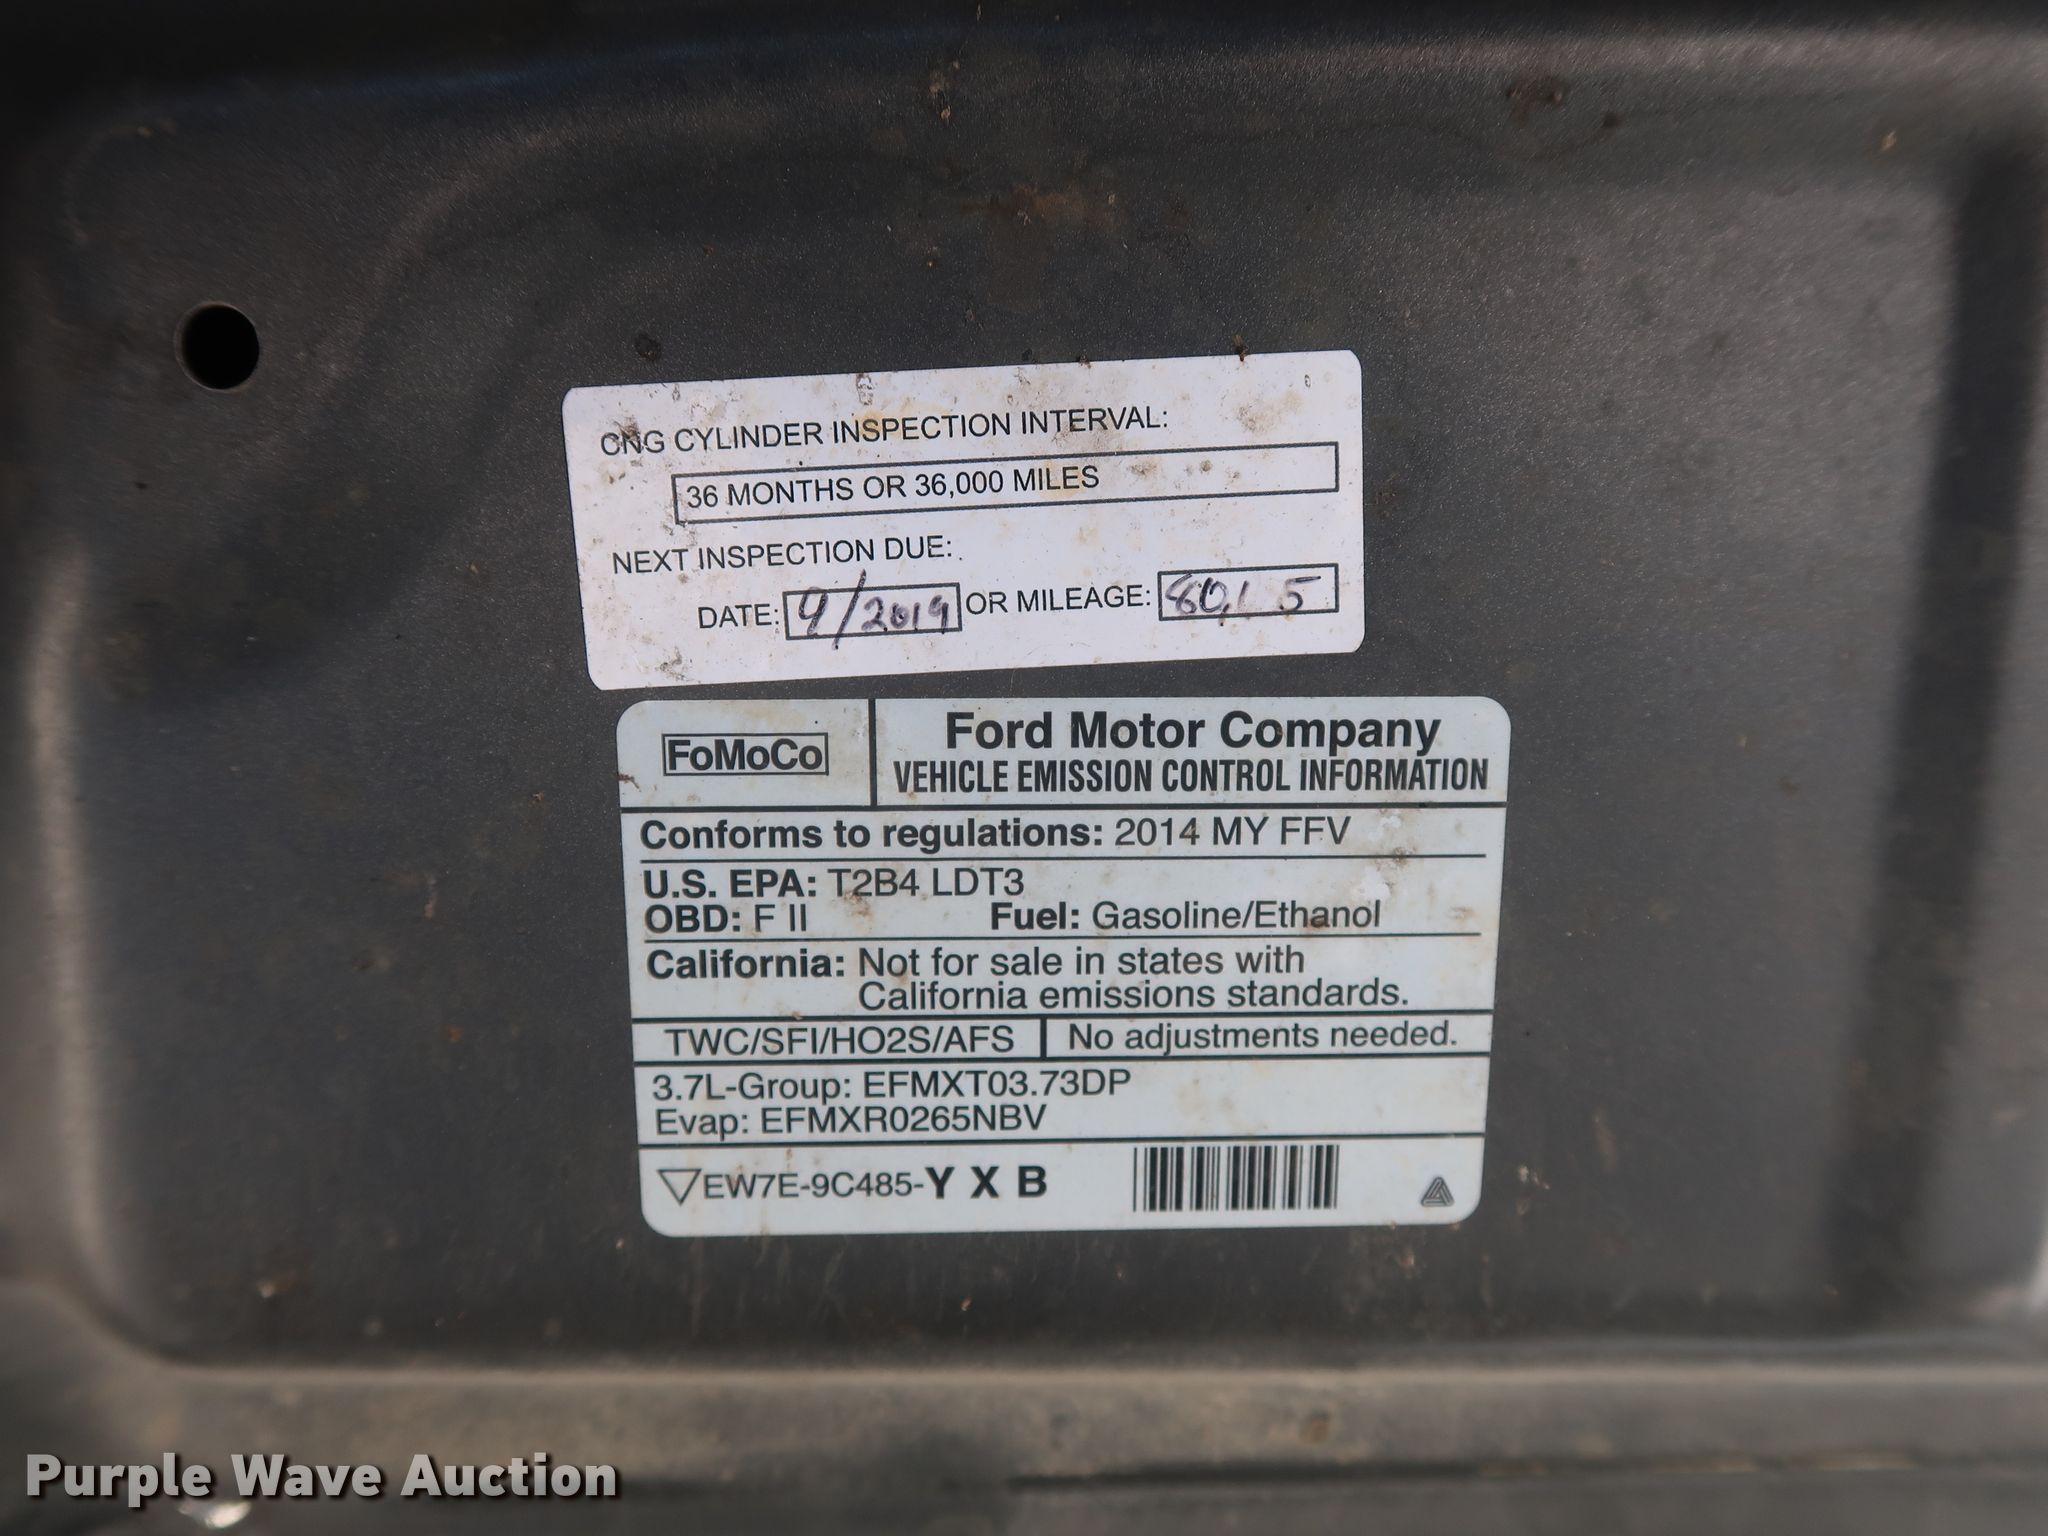 CNG CYLINDER INSPECTION INTERVAL:
36 MONTHS OR 36,000 MILES
NEXT INSPECTION DUE:
DATE: 9/2019 OR MILEAGE:
FoMoCo
Ford Motor Company
VEHICLE EMISSION CONTROL INFORMATION
Conforms to regulations: 2014 MY FFV
U.S. EPA: T2B4 LDT3
OBD: F II Fuel: Gasoline/Ethanol
California: Not for sale in states with
California emissions standards.
TWC/SFI/HO2S/AFS No adjustments needed.
3.7L-Group: EFMXT03.73DP
Evap: EFMXR0265NBV
EW7E-9C485-Y X B
Purple Wave Auction